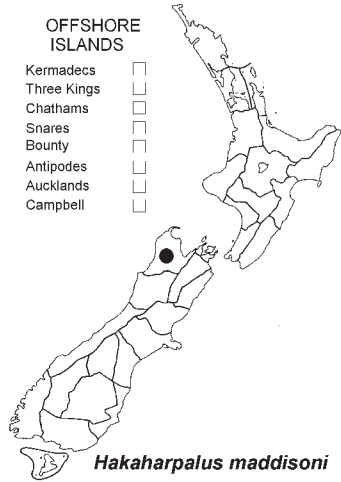 OFFSHORE
ISLANDS
Kermadecs
Three Kings
Chathams
Snares
Bounty
Antipodes
Aucklands
Campbell
Hakaharpalus maddisoni